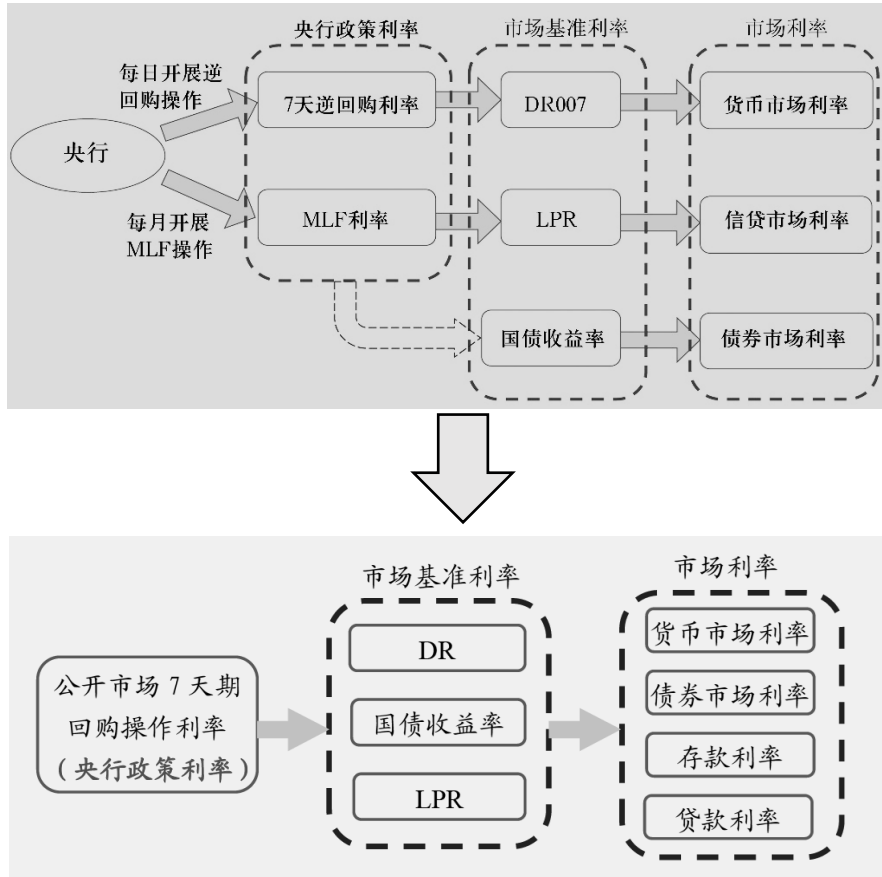 央行政策利率
市场基准利率
市场利率
每日开展逆
回购操作
7天逆回购利率
DR007
货币市场利率
央行
每月开展
MLF操作
MLF利率
LPR
信贷市场利率
国债收益率
债券市场利率
市场基准利率
市场利率
公开市场 7 天期
回购操作利率
(央行政策利率)
DR
国债收益率
LPR
货币市场利率
债券市场利率
存款利率
贷款利率